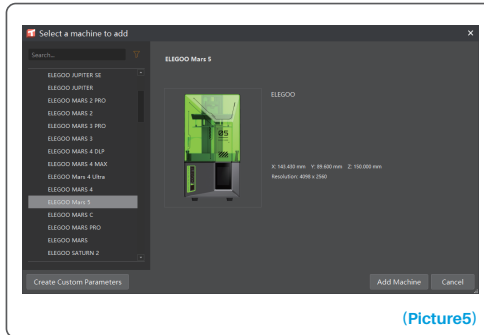 Select a machine to add
Search...
ELEGOO JUPITER SE
ELEGOO JUPITER
ELEGOO MARS 2 PRO
ELEGOO MARS 2
ELEGOO MARS 3 PRO
ELEGOO MARS 3
ELEGOO MARS 4 DLP
ELEGOO MARS 4 MAX
ELEGOO Mars 4 Ultra
ELEGOO MARS 4
ELEGOO Mars 5
ELEGOO MARS C
ELEGOO MARS PRO
ELEGOO MARS
ELEGOO SATURN 2
ELEGOO Mars 5
ELEGOO
X: 143.430 mm Y: 89.600 mm Z: 150.000 mm
Resolution: 4098 x 2560
Create Custom Parameters
Add Machine
Cancel
(Picture5)